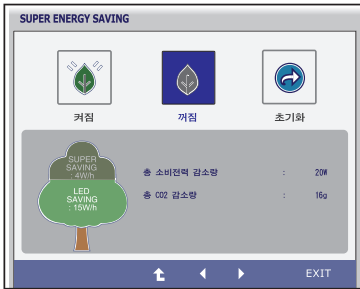 SUPER ENERGY SAVING
켜짐
꺼짐
초기화
SUPER
SAVING
: 4W/h
LED
SAVING
: 15W/h
총 소비전력 감소량 : 20W
총 CO2 감소량 : 16g
EXIT